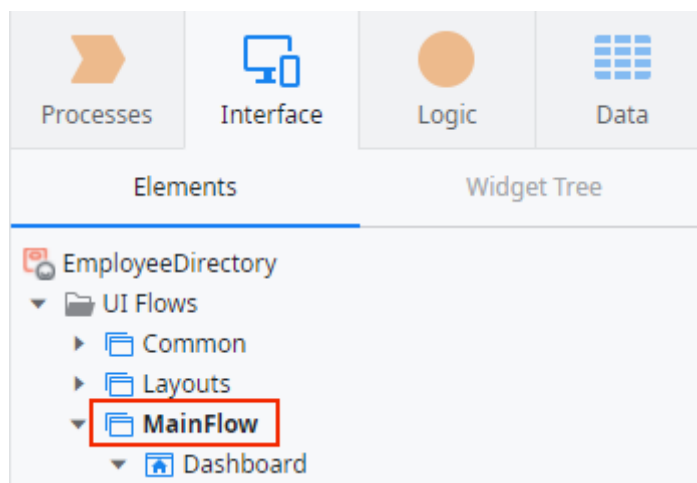 Processes Interface Logic Data
Elements Widget Tree
EmployeeDirectory
UI Flows
Common
Layouts
MainFlow
Dashboard